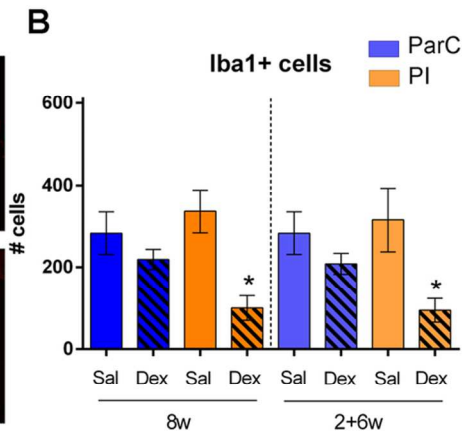 B
ParC
PI
Iba1+ cells
# cells
600
400
200
0
*
*
Sal Dex Sal Dex Sal Dex Sal Dex
8w 2+6w